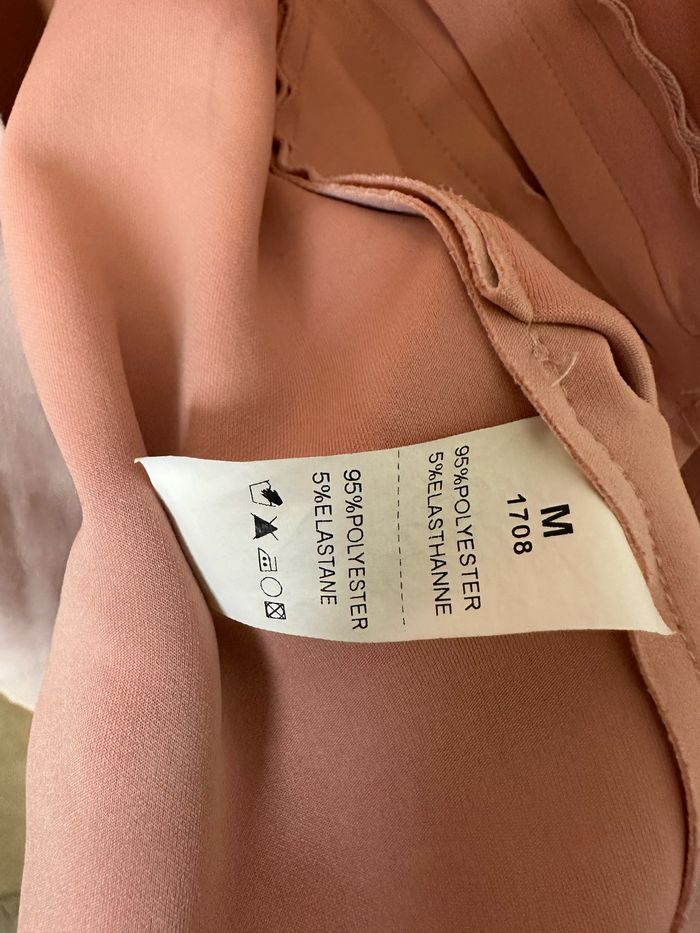 M
1708
95%POLYESTER
5%ELASTHANNE
95%POLYESTER
5%ELASTANE